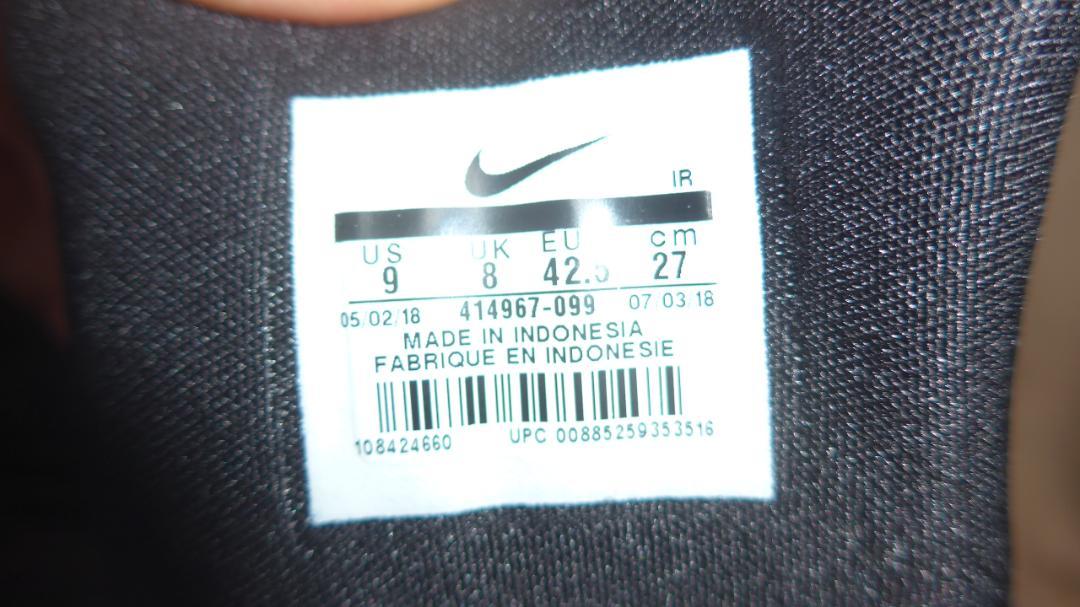 IR
US UK EU cm
9 8 42.5 27
05/02/18 414967-099 07/03/18
MADE IN INDONESIA
FABRIQUE EN INDONESIE
108424660 UPC 00885259353516